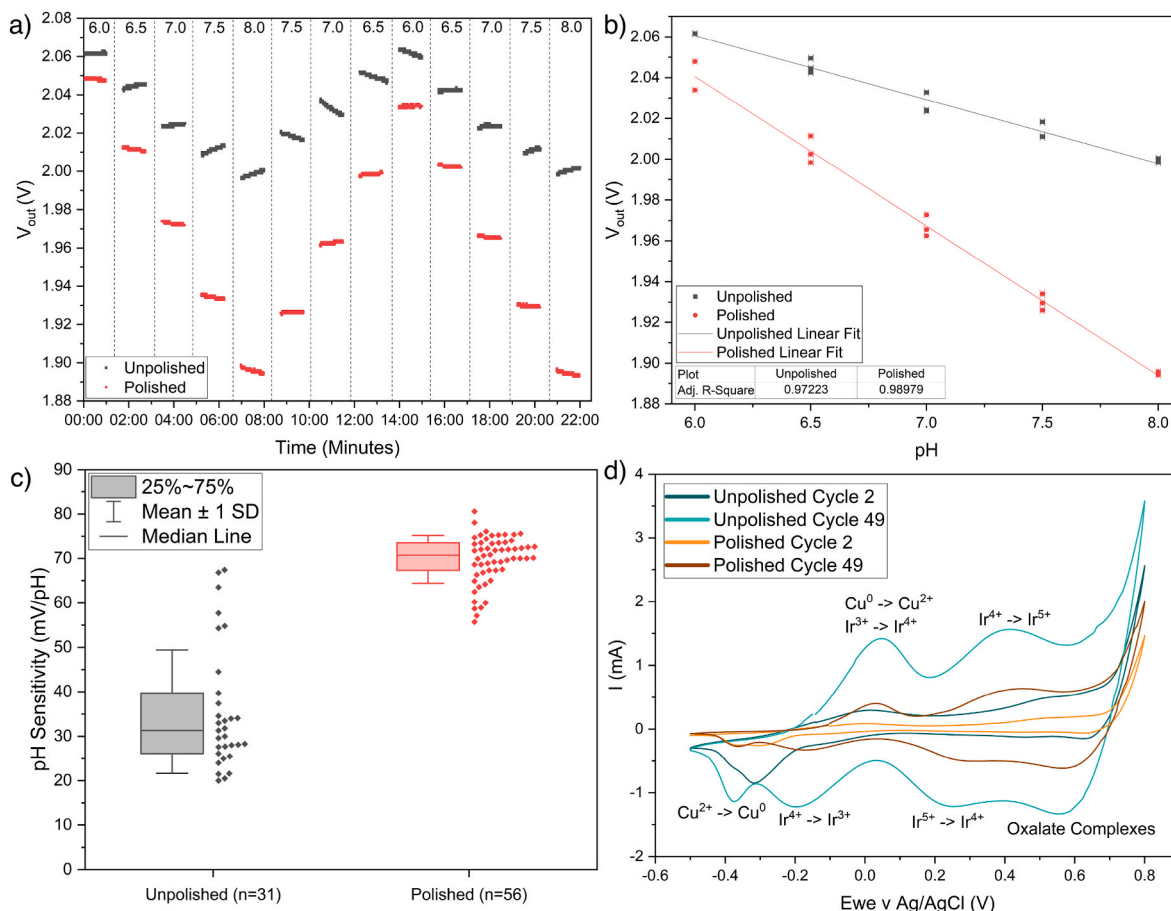 a)
2.08
2.06
2.04
2.02
2.00
1.98
1.96
1.94
1.92
1.90
1.88
V_out (V)
6.0 6.5 7.0 7.5 8.0 7.5 7.0 6.5 6.0 6.5 7.0 7.5 8.0
Unpolished
Polished
00:00 02:00 04:00 06:00 08:00 10:00 12:00 14:00 16:00 18:00 20:00 22:00
Time (Minutes)
b)
2.06
2.04
2.02
2.00
1.98
1.96
1.94
1.92
1.90
1.88
V_out (V)
Unpolished
Polished
Unpolished Linear Fit
Polished Linear Fit
Plot Unpolished Polished
Adj. R-Square 0.97223 0.98979
6.0 6.5 7.0 7.5 8.0
pH
c)
90
80
70
60
50
40
30
20
10
0
pH Sensitivity (mV/pH)
25%~75%
Mean ± 1 SD
Median Line
Unpolished (n=31) Polished (n=56)
d)
4
3
2
1
0
-1
-2
I (mA)
Unpolished Cycle 2
Unpolished Cycle 49
Polished Cycle 2
Polished Cycle 49
Cu⁰ -> Cu²⁺
Ir³⁺ -> Ir⁴⁺
Ir⁴⁺ -> Ir⁵⁺
Cu²⁺ -> Cu⁰
Ir⁴⁺ -> Ir³⁺
Ir⁵⁺ -> Ir⁴⁺
Oxalate Complexes
-0.6 -0.4 -0.2 0.0 0.2 0.4 0.6 0.8 1.0
Ewe v Ag/AgCl (V)